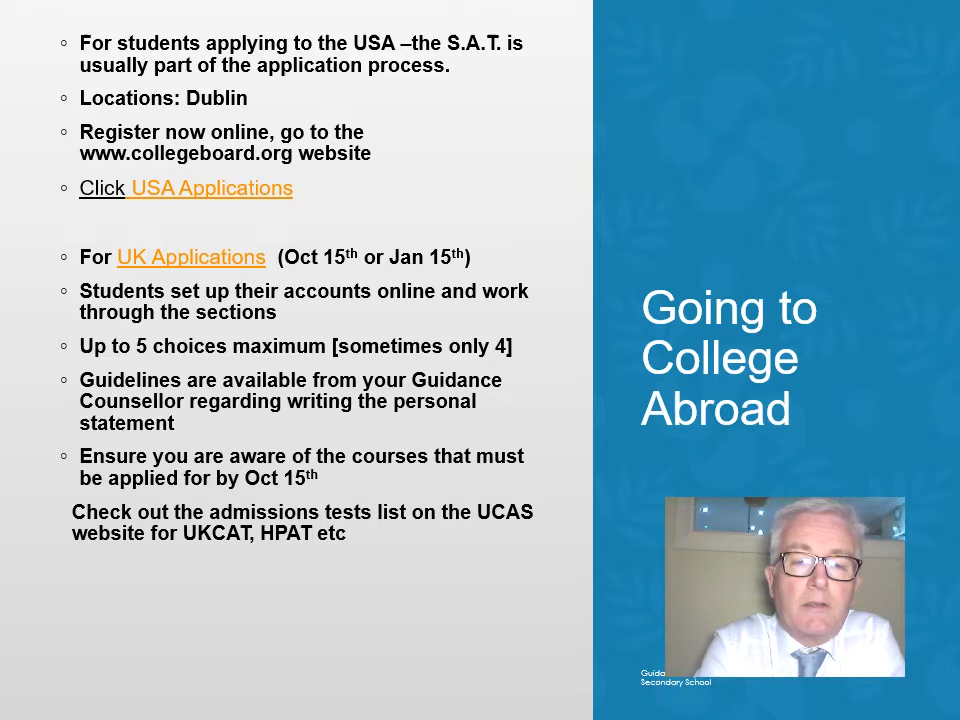 For students applying to the USA –the S.A.T. is
usually part of the application process.
Locations: Dublin
Register now online, go to the
www.collegeboard.org website
Click USA Applications
For UK Applications (Oct 15th or Jan 15th)
Students set up their accounts online and work
through the sections
Up to 5 choices maximum [sometimes only 4]
Guidelines are available from your Guidance
Counsellor regarding writing the personal
statement
Ensure you are aware of the courses that must
be applied for by Oct 15th
Check out the admissions tests list on the UCAS
website for UKCAT, HPAT etc
Going to
College
Abroad
Secondary School